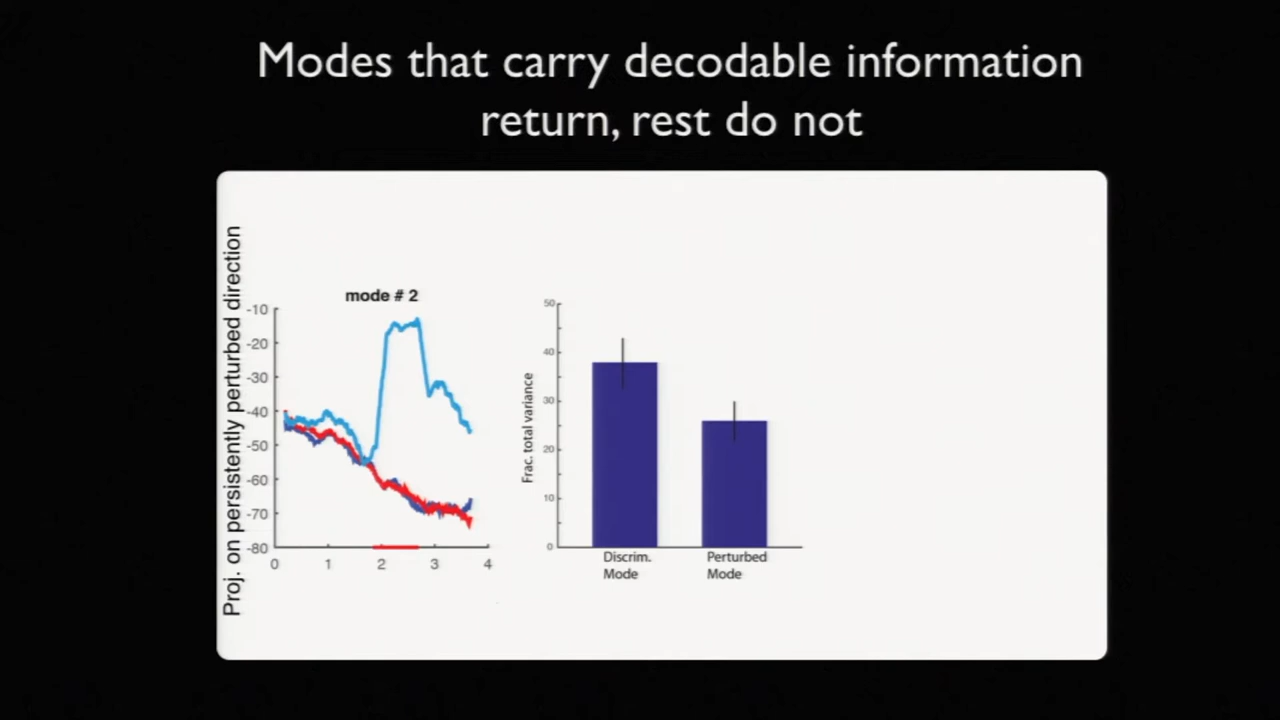 Modes that carry decodable information
return, rest do not
Proj. on persistently perturbed direction
mode # 2
-10
-20
-30
-40
-50
-60
-70
-80
0 1 2 3 4
Frac. total variance
50
40
30
20
10
0
Discrim.
Mode
Perturbed
Mode